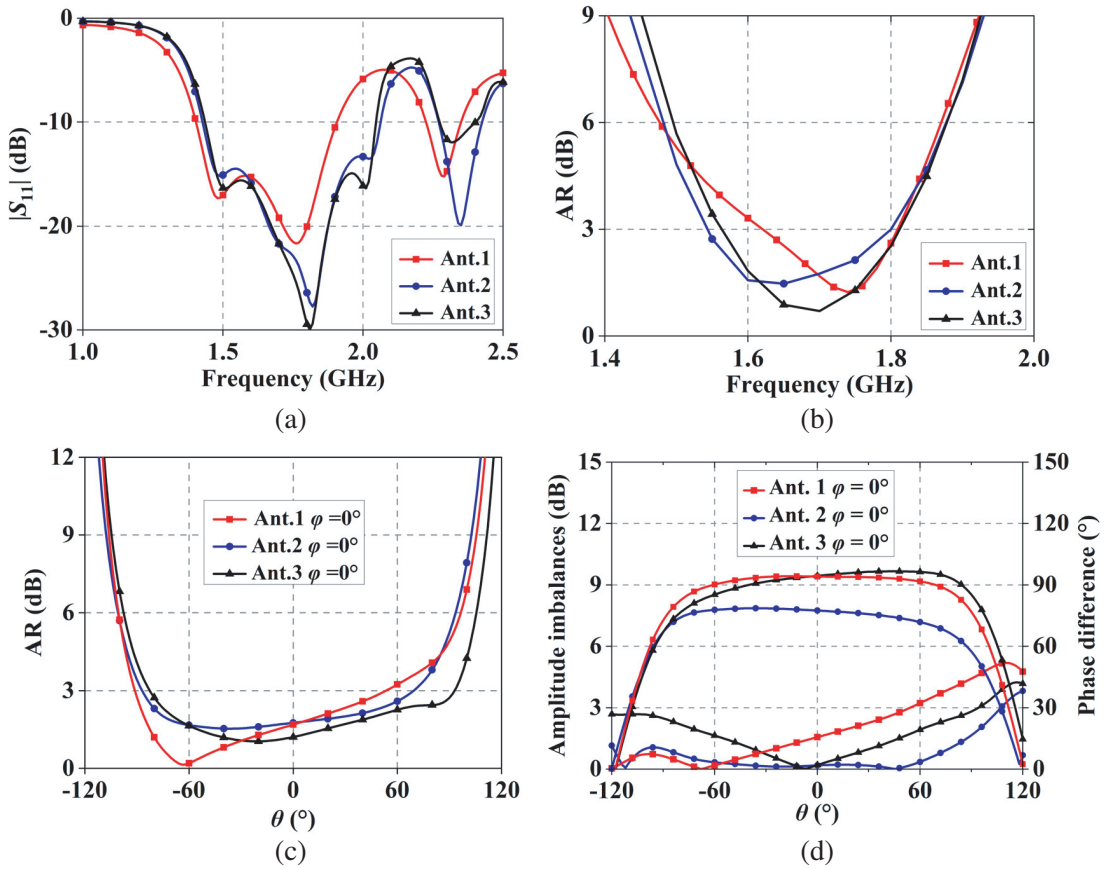 0
-10
-20
-30
|S₁₁| (dB)
Ant.1
Ant.2
Ant.3
1.0 1.5 2.0 2.5
Frequency (GHz)
(a)
9
6
3
0
AR (dB)
Ant.1
Ant.2
Ant.3
1.4 1.6 1.8 2.0
Frequency (GHz)
(b)
12
9
6
3
0
AR (dB)
Ant.1 φ =0°
Ant.2 φ =0°
Ant.3 φ =0°
-120 -60 0 60 120
θ (°)
(c)
15
12
9
6
3
0
Amplitude imbalances (dB)
Ant. 1 φ = 0°
Ant. 2 φ = 0°
Ant. 3 φ = 0°
150
120
90
60
30
0
Phase difference (°)
-120 -60 0 60 120
θ (°)
(d)